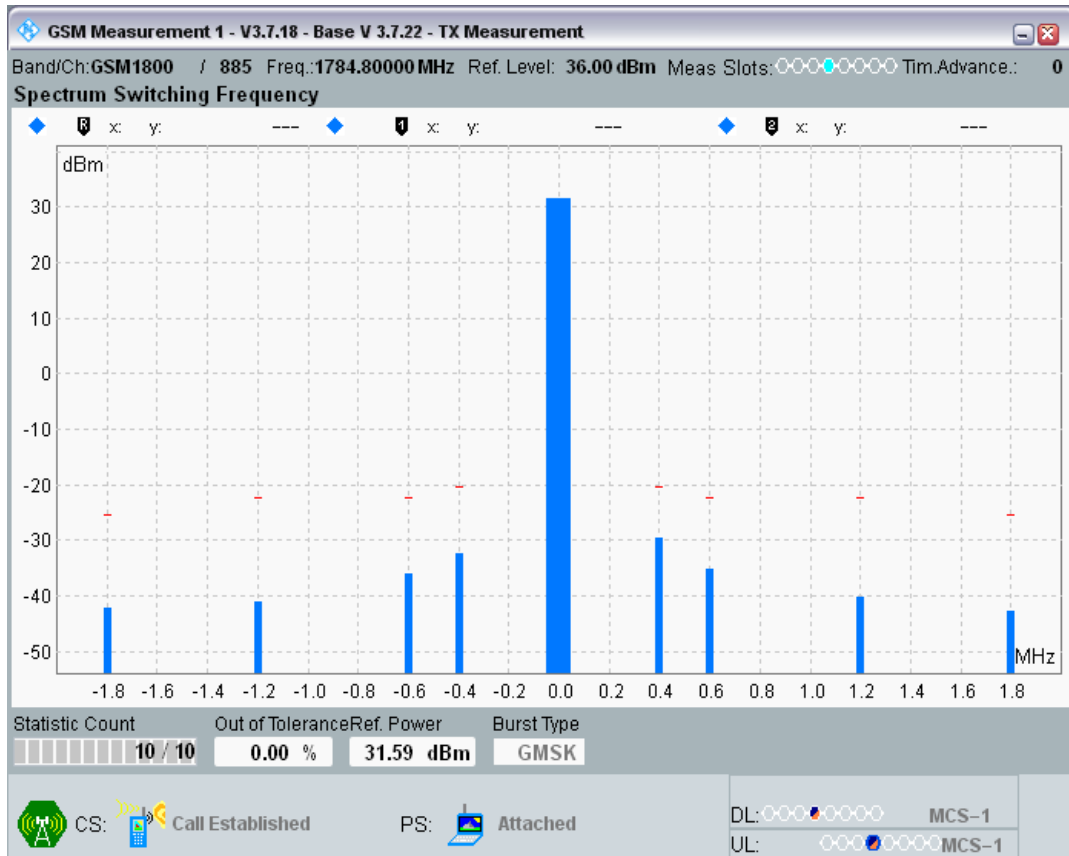 GSM Measurement 1 - V3.7.18 - Base V 3.7.22 - TX Measurement
Band/Ch:GSM1800 / 885 Freq.:1784.80000 MHz Ref. Level: 36.00 dBm Meas Slots: Tim.Advance.: 0
Spectrum Switching Frequency
R x: y: --- 1 x: y: --- 2 x: y: ---
dBm
30
20
10
0
-10
-20
-30
-40
-50
MHz
-1.8 -1.6 -1.4 -1.2 -1.0 -0.8 -0.6 -0.4 -0.2 0.0 0.2 0.4 0.6 0.8 1.0 1.2 1.4 1.6 1.8
Statistic Count Out of Tolerance Ref. Power Burst Type
10 / 10 0.00 % 31.59 dBm GMSK
CS: Call Established PS: Attached
DL: MCS-1
UL: MCS-1